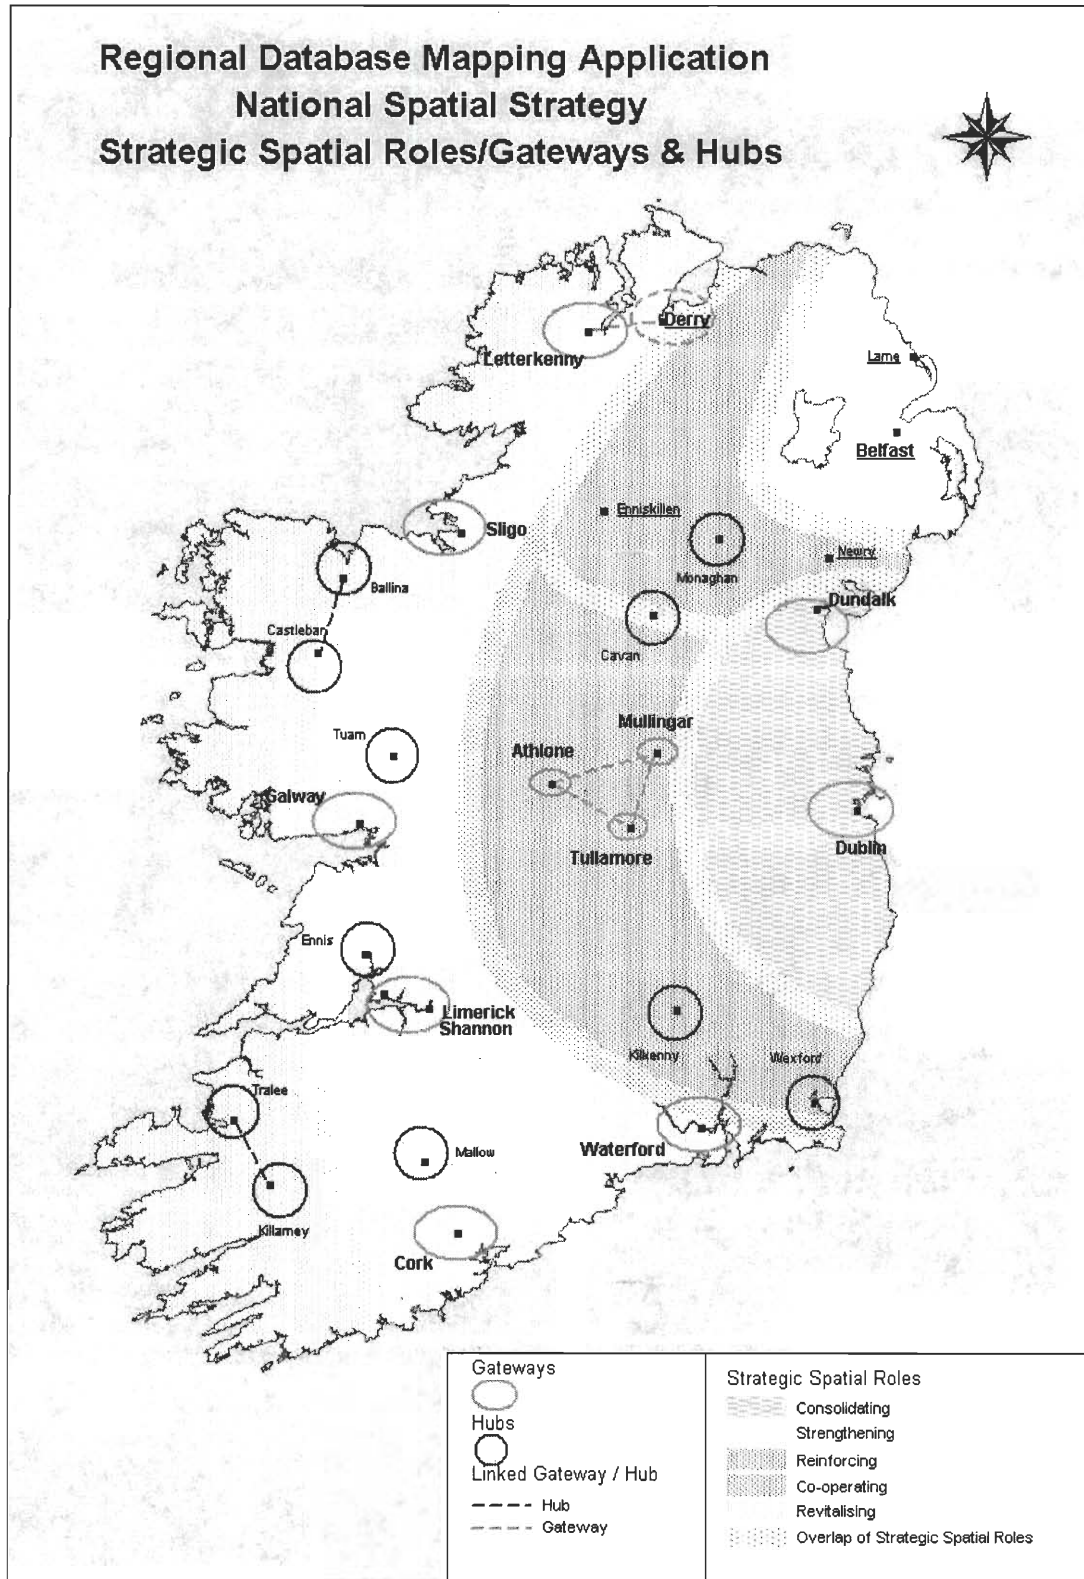 Regional Database Mapping Application
National Spatial Strategy
Strategic Spatial Roles/Gateways & Hubs
Derry
Letterkenny
Larne
Belfast
Enniskillen
Sligo
Newry
Monaghan
Ballina
Dundalk
Castlebar
Cavan
Mullingar
Tuam
Athlone
Galway
Dublin
Tullamore
Ennis
Limerick
Shannon
Kilkenny
Wexford
Tralee
Mallow
Waterford
Killarney
Cork
Gateways
Hubs
Linked Gateway / Hub
Hub
Gateway
Strategic Spatial Roles
Consolidating
Strengthening
Reinforcing
Co-operating
Revitalising
Overlap of Strategic Spatial Roles